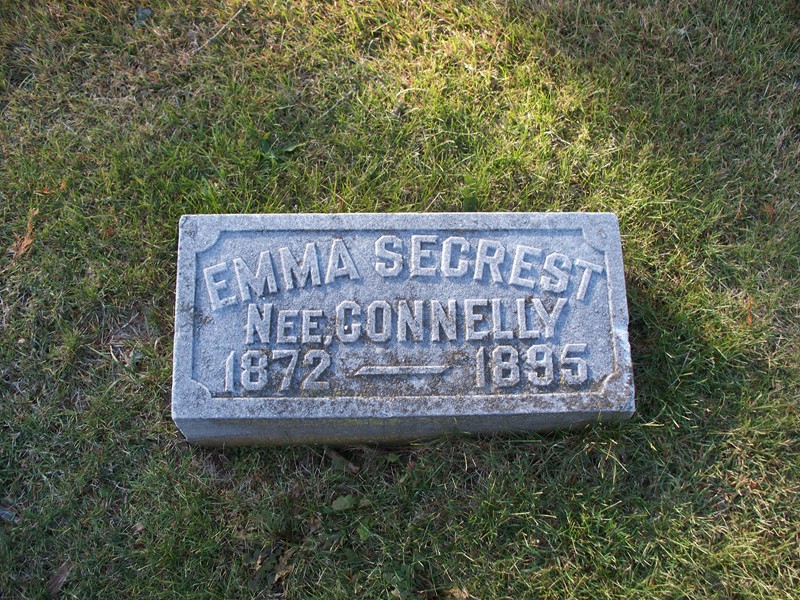 EMMA SECREST
NEE, CONNELLY
1872 — 1895